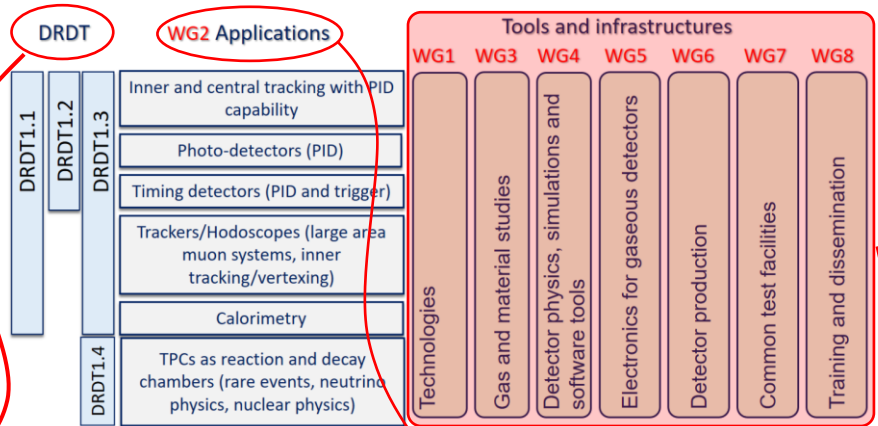 DRDT
WG2 Applications
Tools and infrastructures
WG1 WG3 WG4 WG5 WG6 WG7 WG8
DRDT1.1
DRDT1.2
DRDT1.3
DRDT1.4
Inner and central tracking with PID
capability
Photo-detectors (PID)
Timing detectors (PID and trigger)
Trackers/Hodoscopes (large area
muon systems, inner
tracking/vertexing)
Calorimetry
TPCs as reaction and decay
chambers (rare events, neutrino
physics, nuclear physics)
Technologies
Gas and material studies
Detector physics, simulations and
software tools
Electronics for gaseous detectors
Detector production
Common test facilities
Training and dissemination